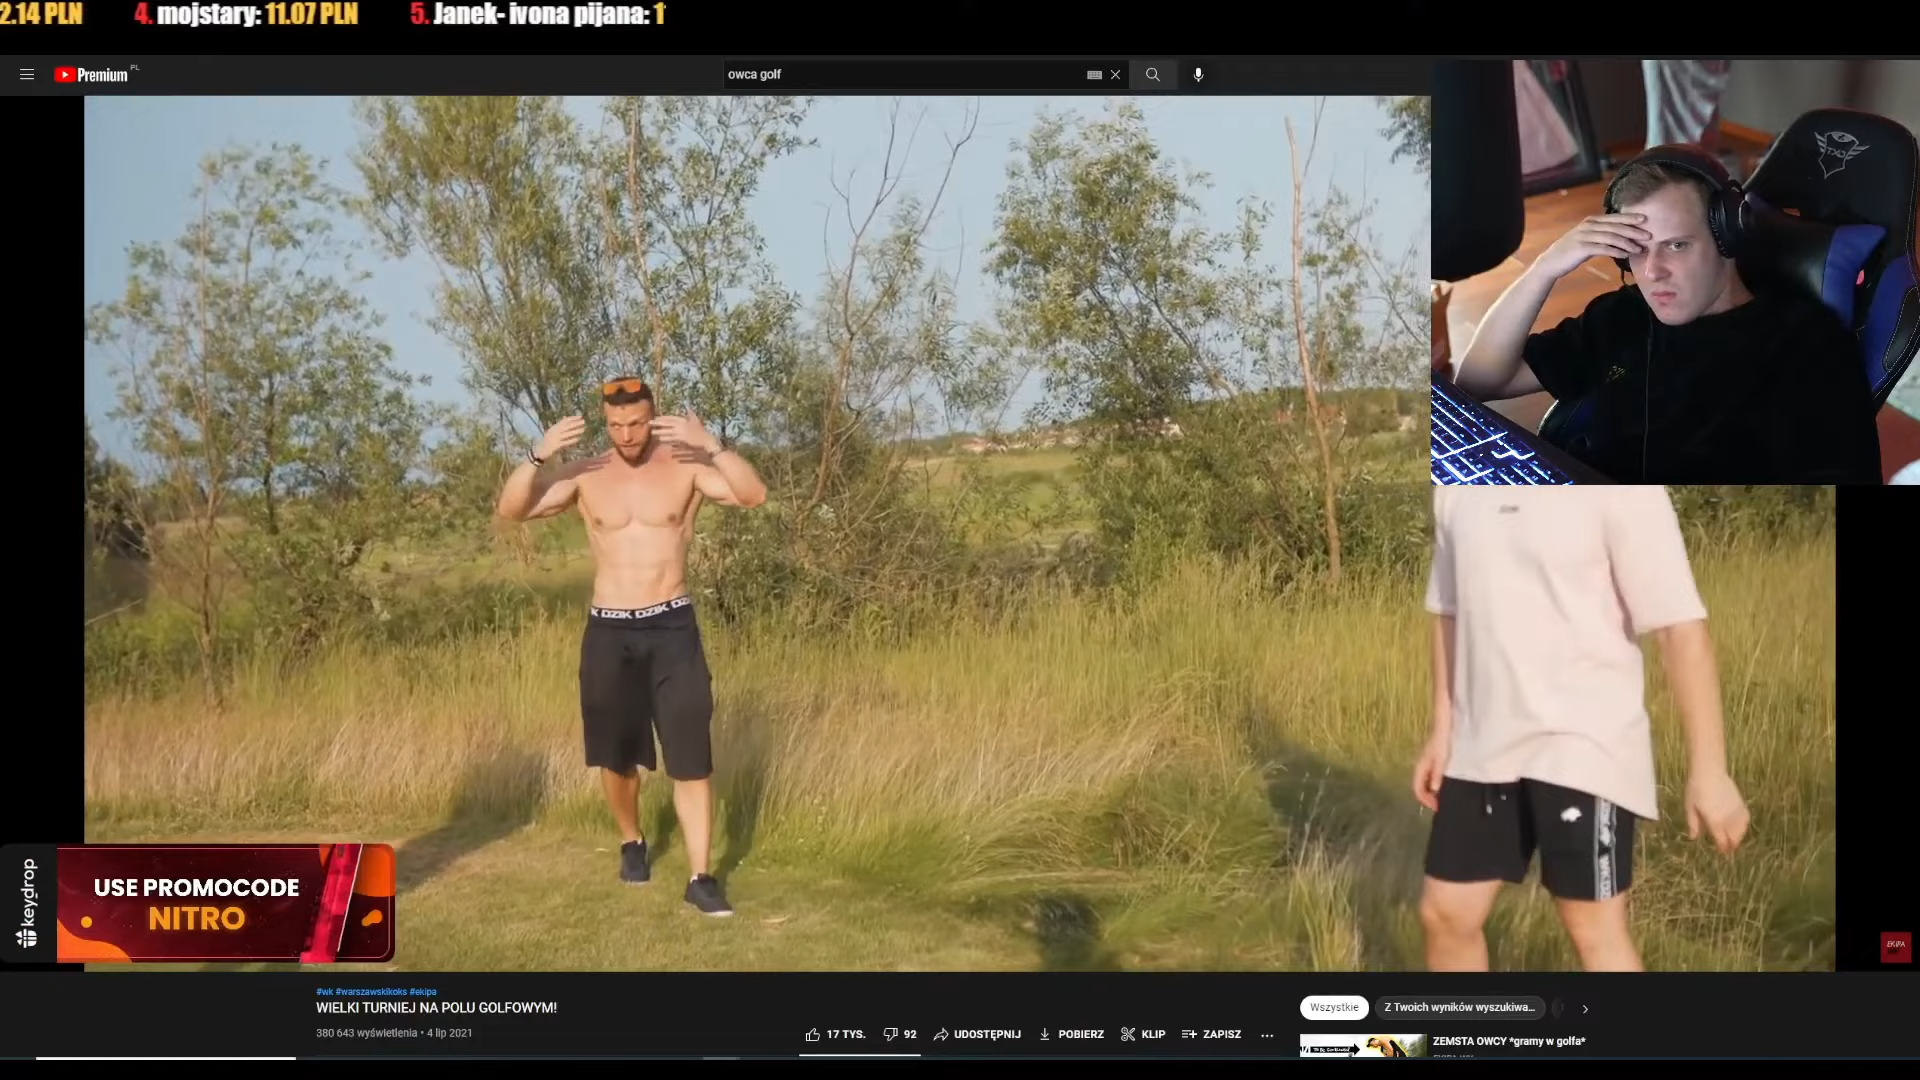 2.14 PLN 4. mojstary: 11.07 PLN 5. Janek- ivona pijana: 1
Premium PL
owca golf
TXD
K DZIK DZIK DZIK
keydrop
USE PROMOCODE
NITRO
EKIPA
#wk #warszawskikoks #ekipa
WIELKI TURNIEJ NA POLU GOLFOWYM!
380 643 wyświetlenia • 4 lip 2021
17 TYS. 92 UDOSTĘPNIJ POBIERZ KLIP ZAPISZ
Wszystkie Z Twoich wyników wyszukiwa...
ZEMSTA OWCY *gramy w golfa*